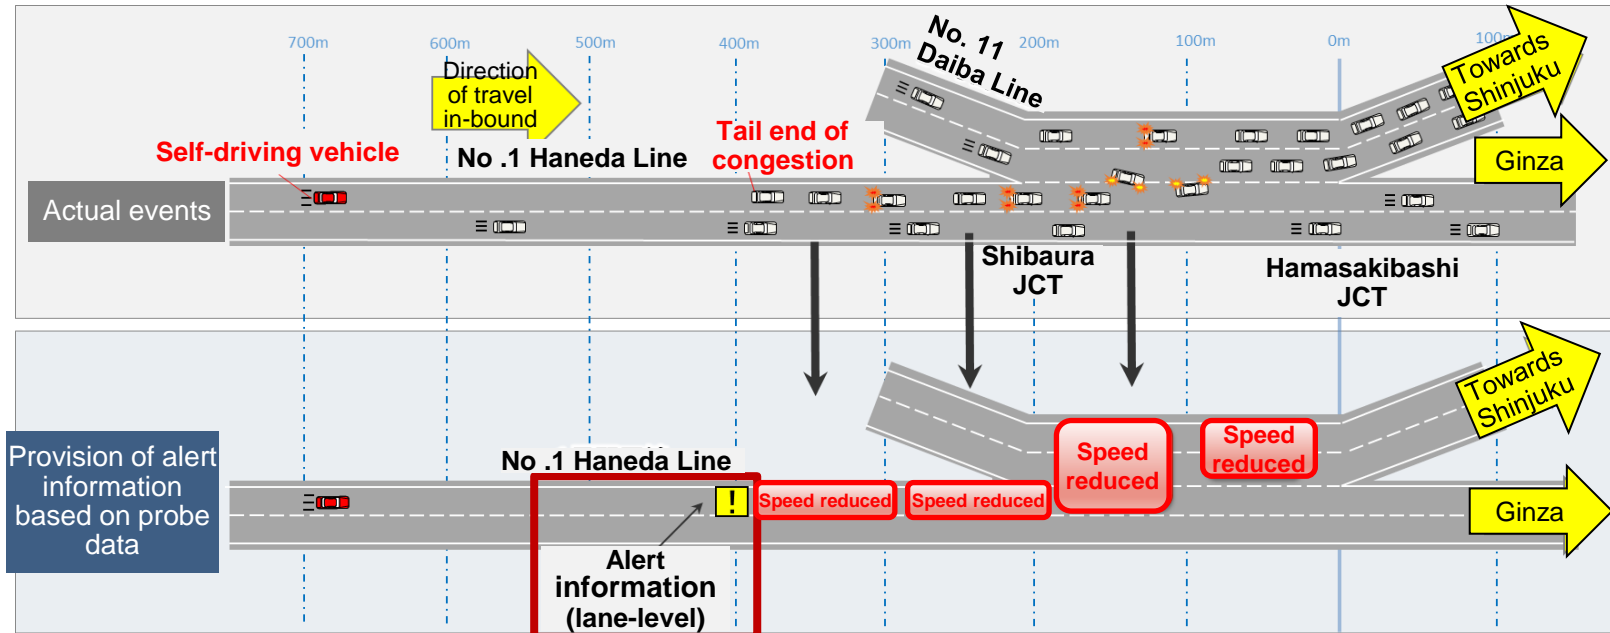 700m
600m
500m
400m
300m
200m
100m
0m
100m
No. 11
Daiba Line
Towards
Shinjuku
Direction
of travel
in-bound
Self-driving vehicle
No .1 Haneda Line
Tail end of
congestion
Ginza
Actual events
Shibaura
JCT
Hamasakibashi
JCT
Towards
Shinjuku
Provision of alert
information
based on probe
data
No .1 Haneda Line
!
Speed reduced
Speed reduced
Speed
reduced
Speed
reduced
Ginza
Alert
information
(lane-level)